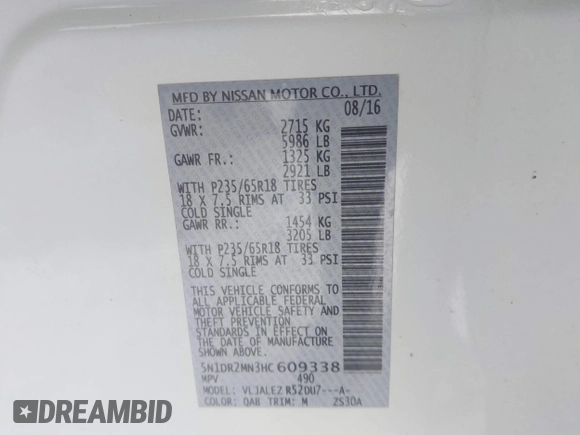 MFD BY NISSAN MOTOR CO., LTD.
DATE: 08/16
GVWR: 2715 KG
5986 LB
GAWR FR.: 1325 KG
2921 LB
WITH P235/65R18 TIRES
18 X 7.5 RIMS AT 33 PSI
COLD SINGLE
GAWR RR.: 1454 KG
3205 LB
WITH P235/65R18 TIRES
18 X 7.5 RIMS AT 33 PSI
COLD SINGLE
THIS VEHICLE CONFORMS TO
ALL APPLICABLE FEDERAL
MOTOR VEHICLE SAFETY AND
THEFT PREVENTION
STANDARDS IN EFFECT ON
THE DATE OF MANUFACTURE
SHOWN ABOVE
5N1DR2MN3HC609338
MPV 490
MODEL: VLJALEZ R52DU7---A-
COLOR: QAB TRIM: M ZS30A
RIDESAFELY